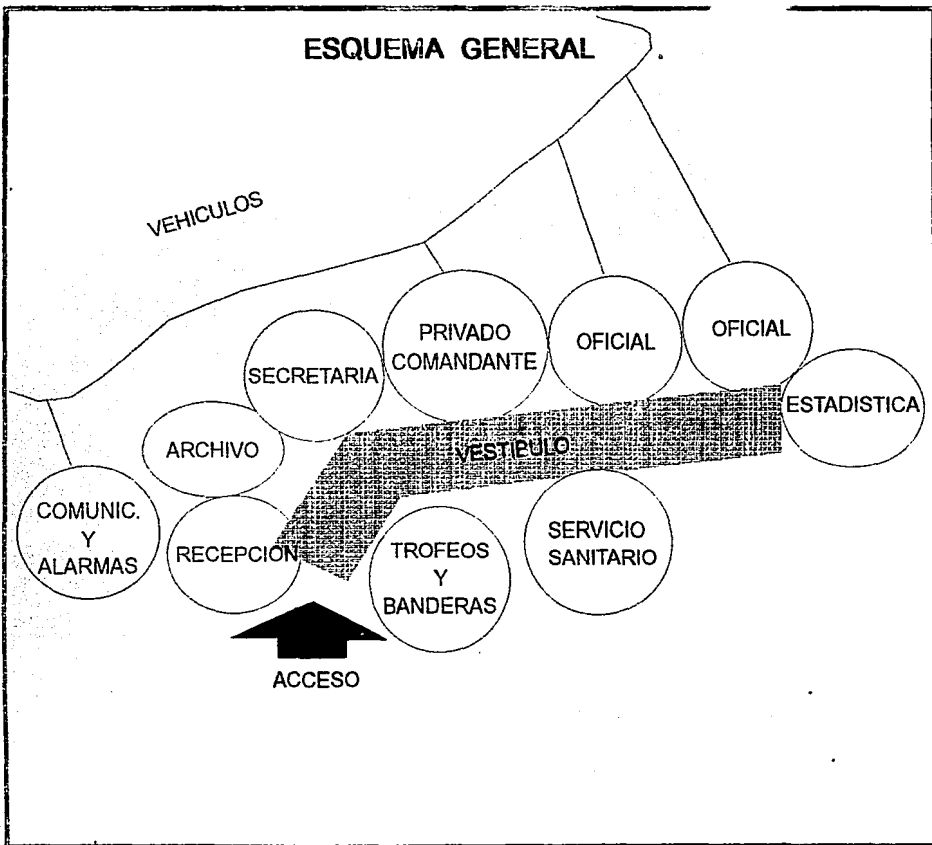 ESQUEMA GENERAL
VEHICULOS
SECRETARIA
PRIVADO
COMANDANTE
OFICIAL
OFICIAL
ESTADISTICA
ARCHIVO
VESTIBULO
COMUNIC.
Y
ALARMAS
RECEPCION
TROFEOS
Y
BANDERAS
SERVICIO
SANITARIO
ACCESO